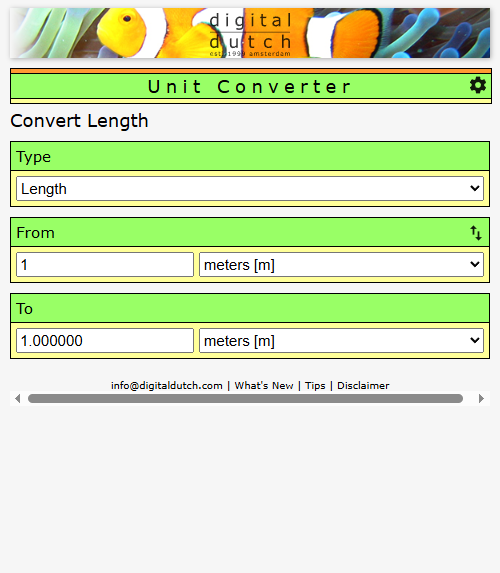 digital
dutch
est. 1999 amsterdam
Unit Converter
Convert Length
Type
Length
From
1 meters [m]
To
1.000000 meters [m]
info@digitaldutch.com | What's New | Tips | Disclaimer